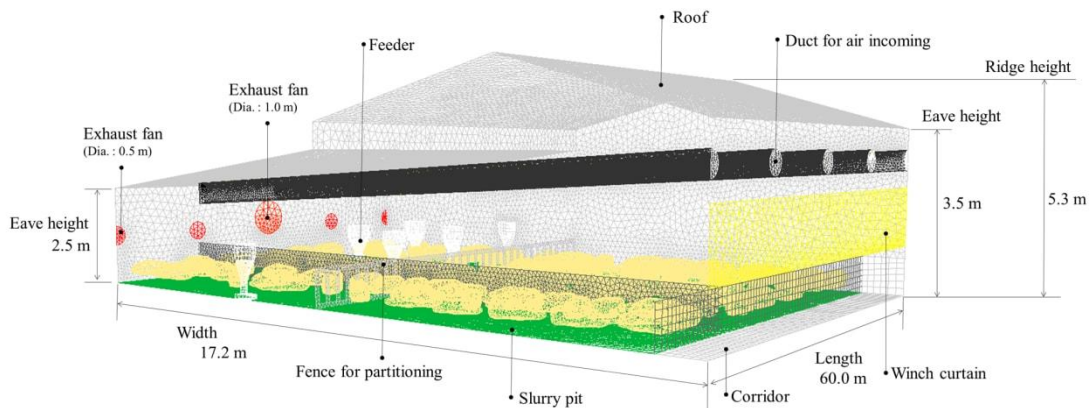 Roof
Feeder
Duct for air incoming
Ridge height
Exhaust fan
(Dia. : 1.0 m)
Eave height
Exhaust fan
(Dia. : 0.5 m)
Eave height
2.5 m
3.5 m
5.3 m
Width
17.2 m
Length
60.0 m
Fence for partitioning
Winch curtain
Slurry pit
Corridor